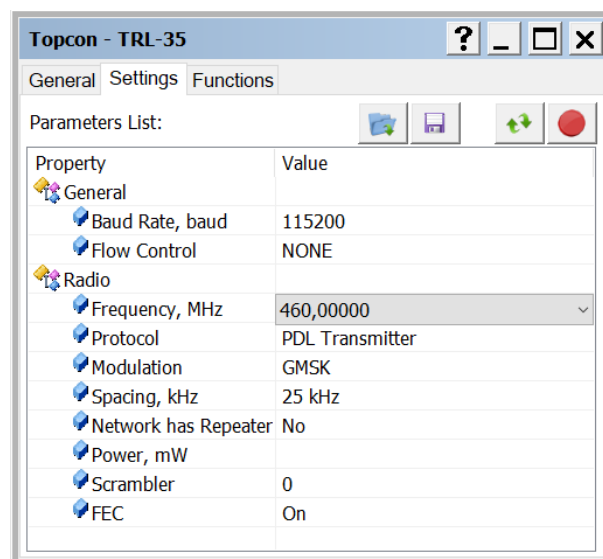 Topcon - TRL-35
General Settings Functions
Parameters List:
Property Value
General
Baud Rate, baud 115200
Flow Control NONE
Radio
Frequency, MHz 460,00000
Protocol PDL Transmitter
Modulation GMSK
Spacing, kHz 25 kHz
Network has Repeater No
Power, mW
Scrambler 0
FEC On